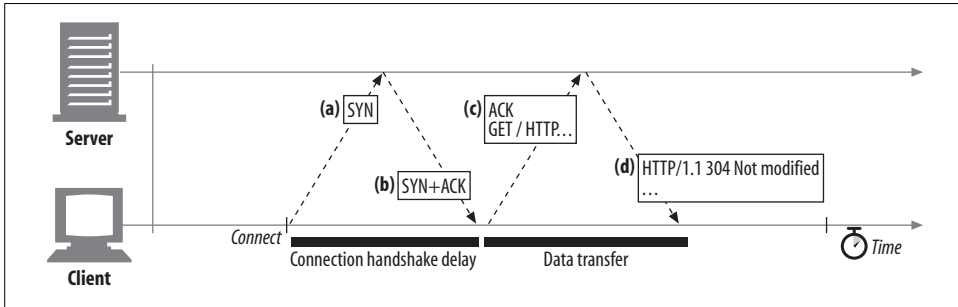 Server
(a) SYN
(c) ACK
GET / HTTP...
(b) SYN+ACK
(d) HTTP/1.1 304 Not modified
...
Connect
Time
Connection handshake delay
Data transfer
Client